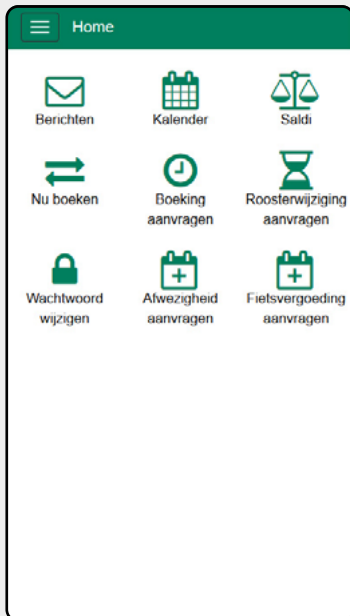 Home
Berichten Kalender Saldi
Nu boeken Boeking Roosterwijziging
aanvragen aanvragen
Wachtwoord Afwezigheid Fietsvergoeding
wijzigen aanvragen aanvragen